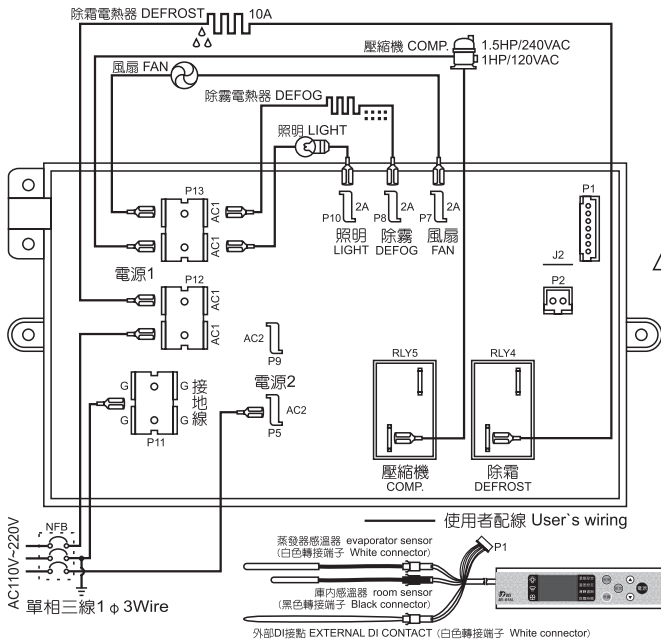 除霜電熱器 DEFROST
10A
壓縮機 COMP.
1.5HP/240VAC
1HP/120VAC
風扇 FAN
除霧電熱器 DEFOG
照明 LIGHT
P13
AC1
AC1
P10
2A
P8
2A
P7
2A
照明
LIGHT
除霧
DEFOG
風扇
FAN
P1
J2
P2
電源1
P12
AC1
AC1
AC2
P9
電源2
AC2
P5
G
G
G
G
接地線
P11
RLY5
RLY4
壓縮機
COMP.
除霜
DEFROST
使用者配線 User`s wiring
NFB
AC110V~220V
單相三線1 φ 3Wire
蒸發器感溫器 evaporator sensor
(白色轉接端子 White connector)
P1
庫内感溫器 room sensor
(黑色轉接端子 Black connector)
外部DI接點 EXTERNAL DI CONTACT (白色轉接端子 White connector)